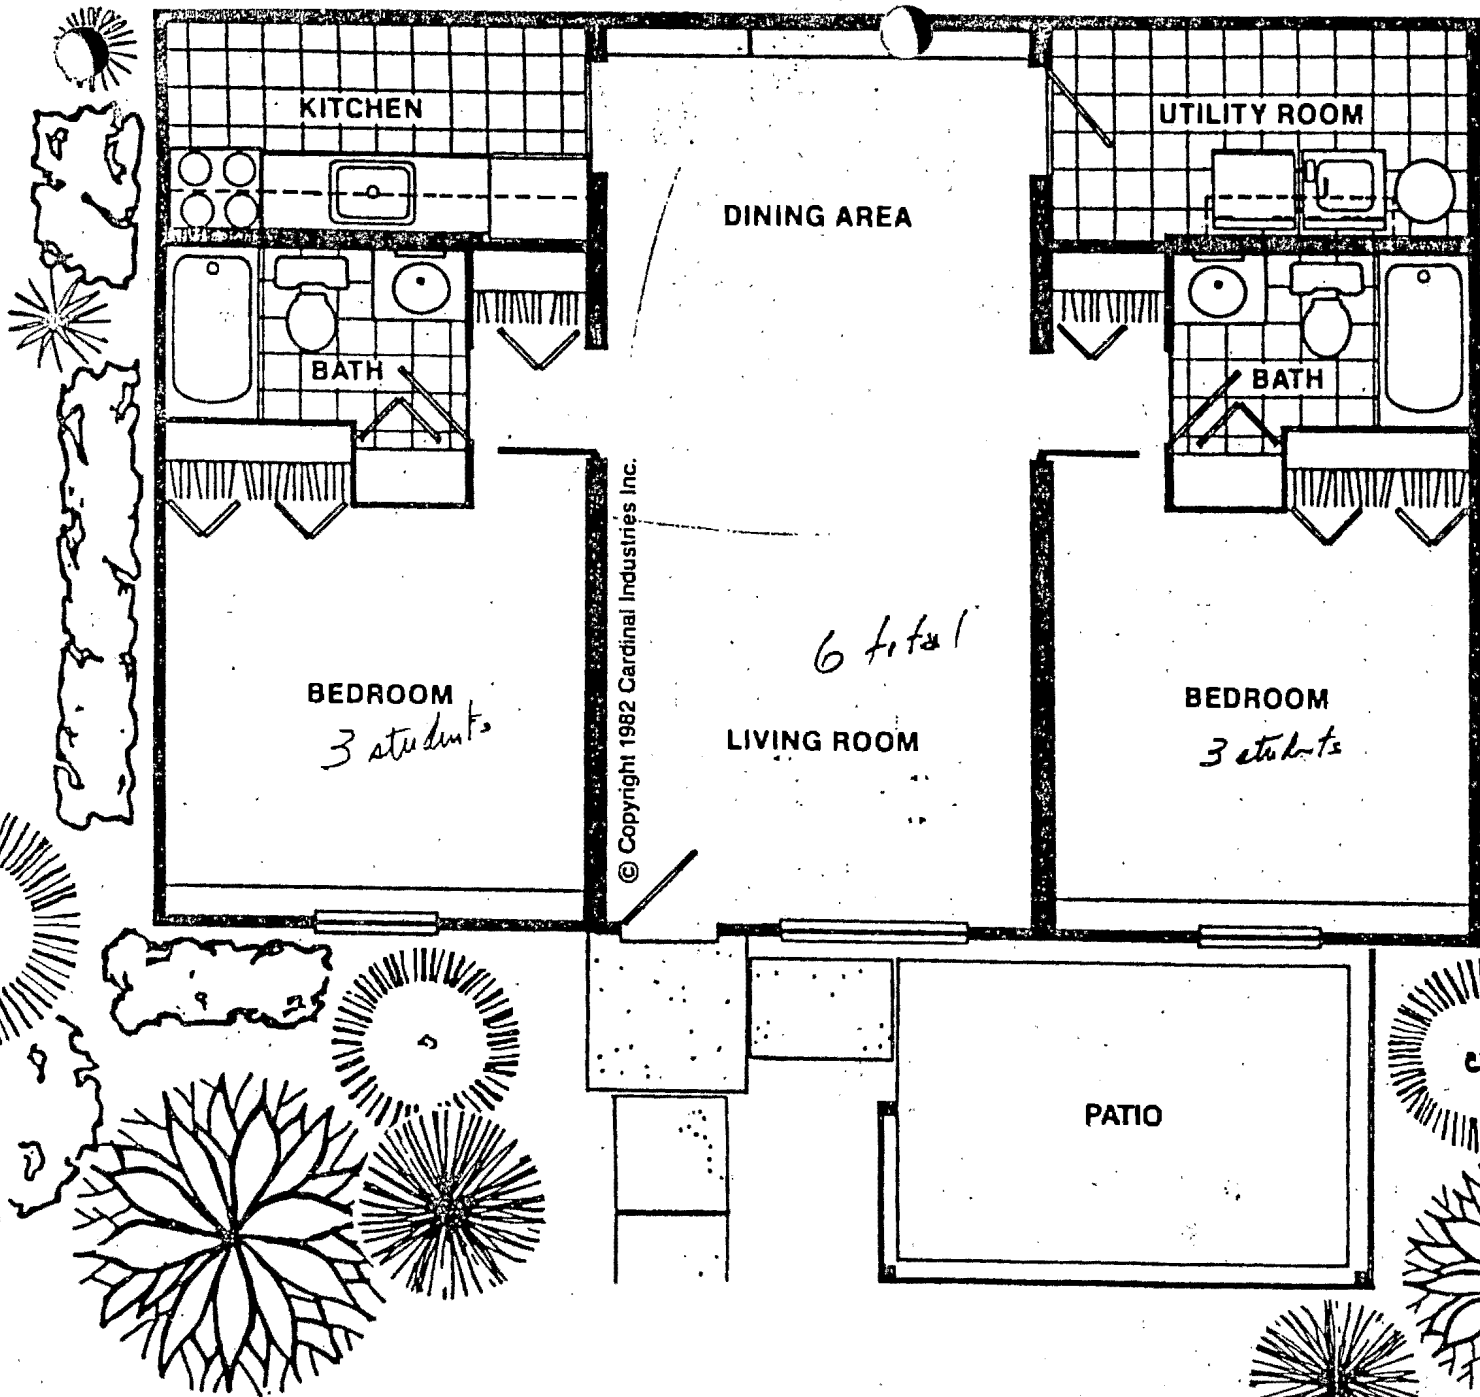 KITCHEN
UTILITY ROOM
DINING AREA
BATH
BATH
© Copyright 1982 Cardinal Industries Inc.
6 total
BEDROOM
3 students
LIVING ROOM
BEDROOM
3 students
PATIO